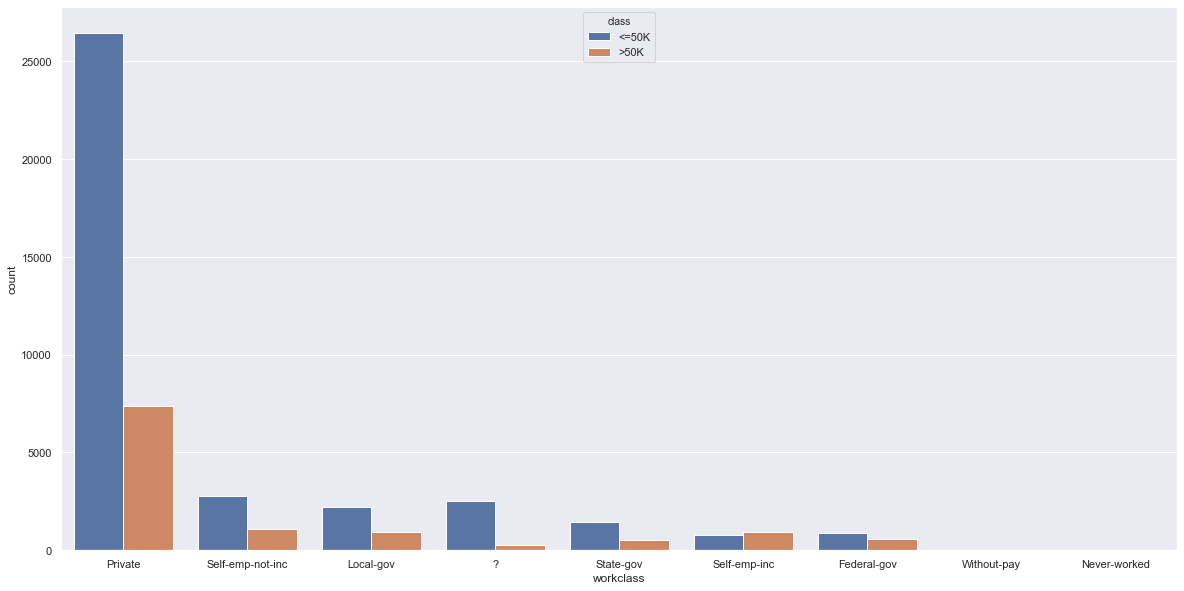 class
<=50K
>50K
25000
20000
15000
10000
5000
0
count
Private
Self-emp-not-inc
Local-gov
?
State-gov
Self-emp-inc
Federal-gov
Without-pay
Never-worked
workclass